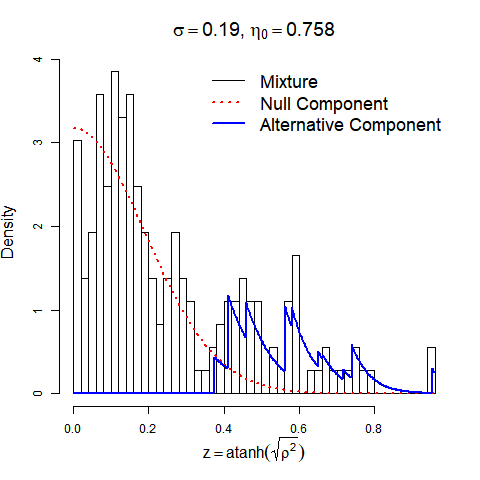 σ = 0.19, η₀ = 0.758
Mixture
Null Component
Alternative Component
Density
4
3
2
1
0
0.0 0.2 0.4 0.6 0.8
z = atanh(√ρ²)